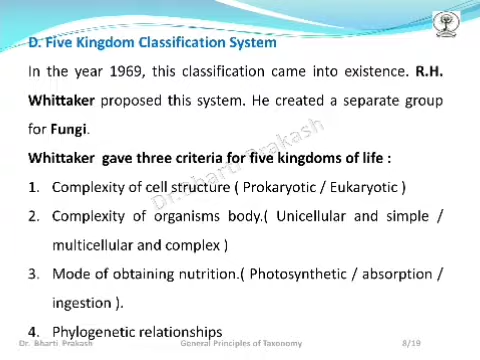 D. Five Kingdom Classification System
In the year 1969, this classification came into existence. R.H.
Whittaker proposed this system. He created a separate group
for Fungi.
Whittaker gave three criteria for five kingdoms of life :
1. Complexity of cell structure ( Prokaryotic / Eukaryotic )
2. Complexity of organisms body.( Unicellular and simple /
multicellular and complex )
3. Mode of obtaining nutrition.( Photosynthetic / absorption /
ingestion ).
4. Phylogenetic relationships
Dr.Bharti Prakash
Dr. Bharti Prakash General Principles of Taxonomy 8/19